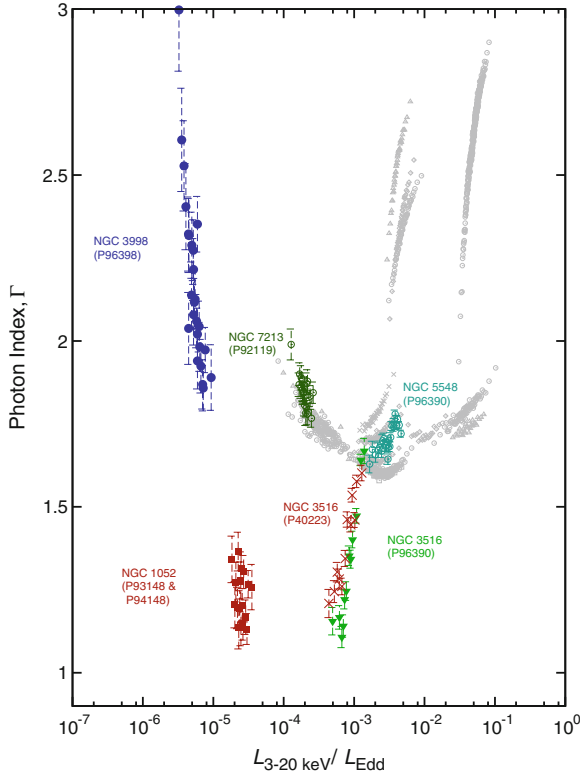 3
2.5
2
1.5
1
Photon Index, Γ
NGC 3998
(P96398)
NGC 7213
(P92119)
NGC 5548
(P96390)
NGC 3516
(P40223)
NGC 3516
(P96390)
NGC 1052
(P93148 &
P94148)
10^-7 10^-6 10^-5 10^-4 10^-3 10^-2 10^-1 10^0
L3-20 keV/ LEdd